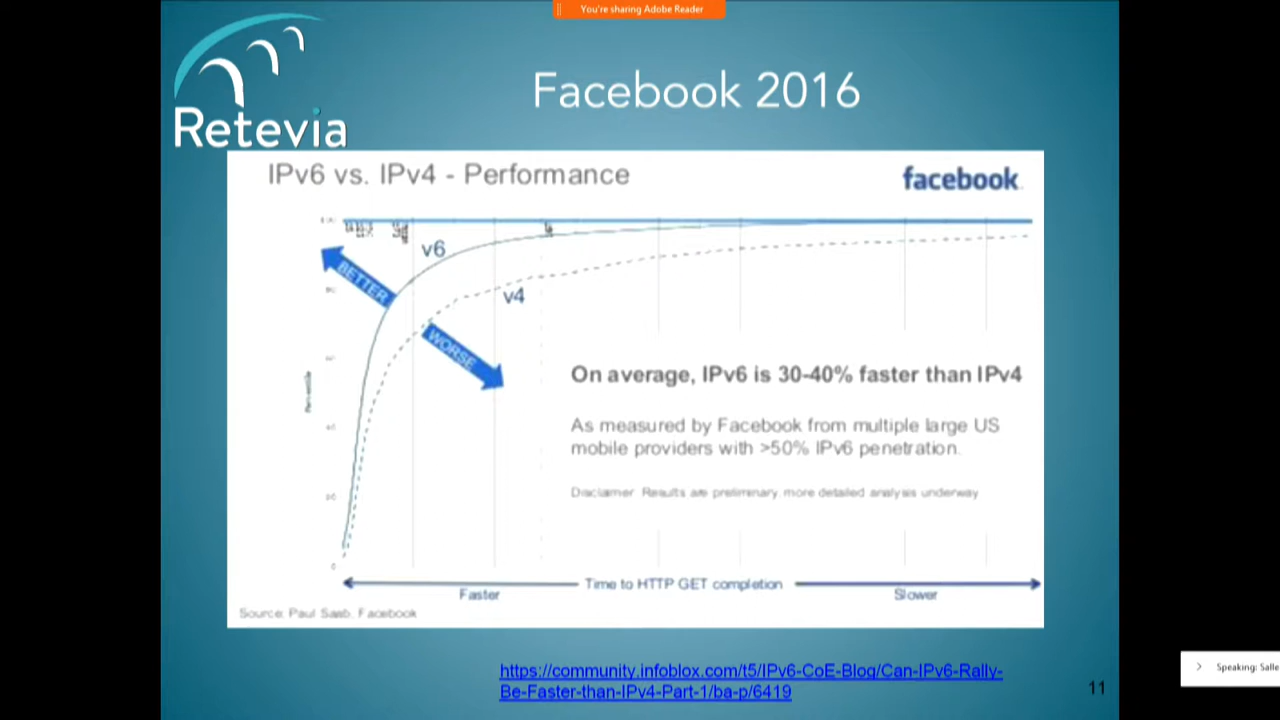 You're sharing Adobe Reader
Retevia
Facebook 2016
IPv6 vs. IPv4 - Performance
facebook.
v6
BETTER
v4
WORSE
On average, IPv6 is 30-40% faster than IPv4
As measured by Facebook from multiple large US
mobile providers with >50% IPv6 penetration.
Disclaimer: Results are preliminary, more detailed analysis underway
0
Time to HTTP GET completion
Faster
Slower
Source: Paul Saab, Facebook
https://community.infoblox.com/t5/IPv6-CoE-Blog/Can-IPv6-Rally-
Be-Faster-than-IPv4-Part-1/ba-p/6419
11
Speaking: Salle